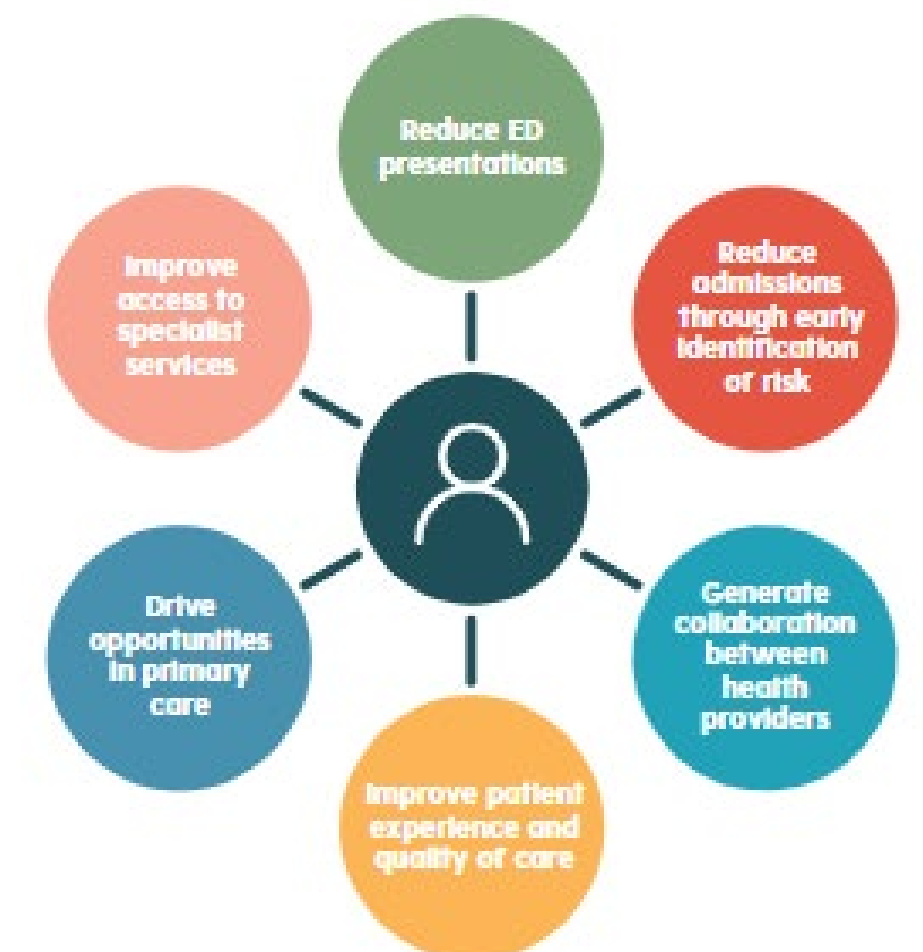 Reduce ED
presentations
Improve
access to
specialist
services
Reduce
admissions
through early
identification
of risk
Drive
opportunities
in primary
care
Generate
collaboration
between
health
providers
Improve patient
experience and
quality of care